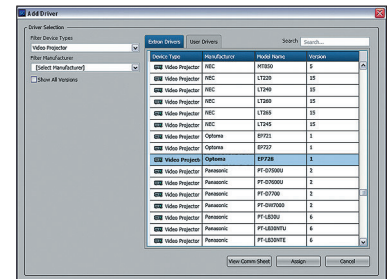 Add Driver
Driver Selection
Filter Device Types
Video Projector
Filter Manufacturer
[Select Manufacturer]
Show All Versions
Extron Drivers User Drivers Search Search...
Device Type Manufacturer Model Name Version
Video Projector NEC MT850 5
Video Projector NEC LT220 15
Video Projector NEC LT240 15
Video Projector NEC LT260 15
Video Projector NEC LT265 15
Video Projector NEC LT245 15
Video Projector Optoma EP721 1
Video Projector Optoma EP727 1
Video Projecto Optoma EP728 1
Video Projector Panasonic PT-D7500U 2
Video Projector Panasonic PT-D7600U 2
Video Projector Panasonic PT-D7700 2
Video Projector Panasonic PT-DW7000 2
Video Projector Panasonic PT-LB30U 6
Video Projector Panasonic PT-LB30NTU 6
Video Projector Panasonic PT-LB30NTE 6
View Comm Sheet Assign Cancel